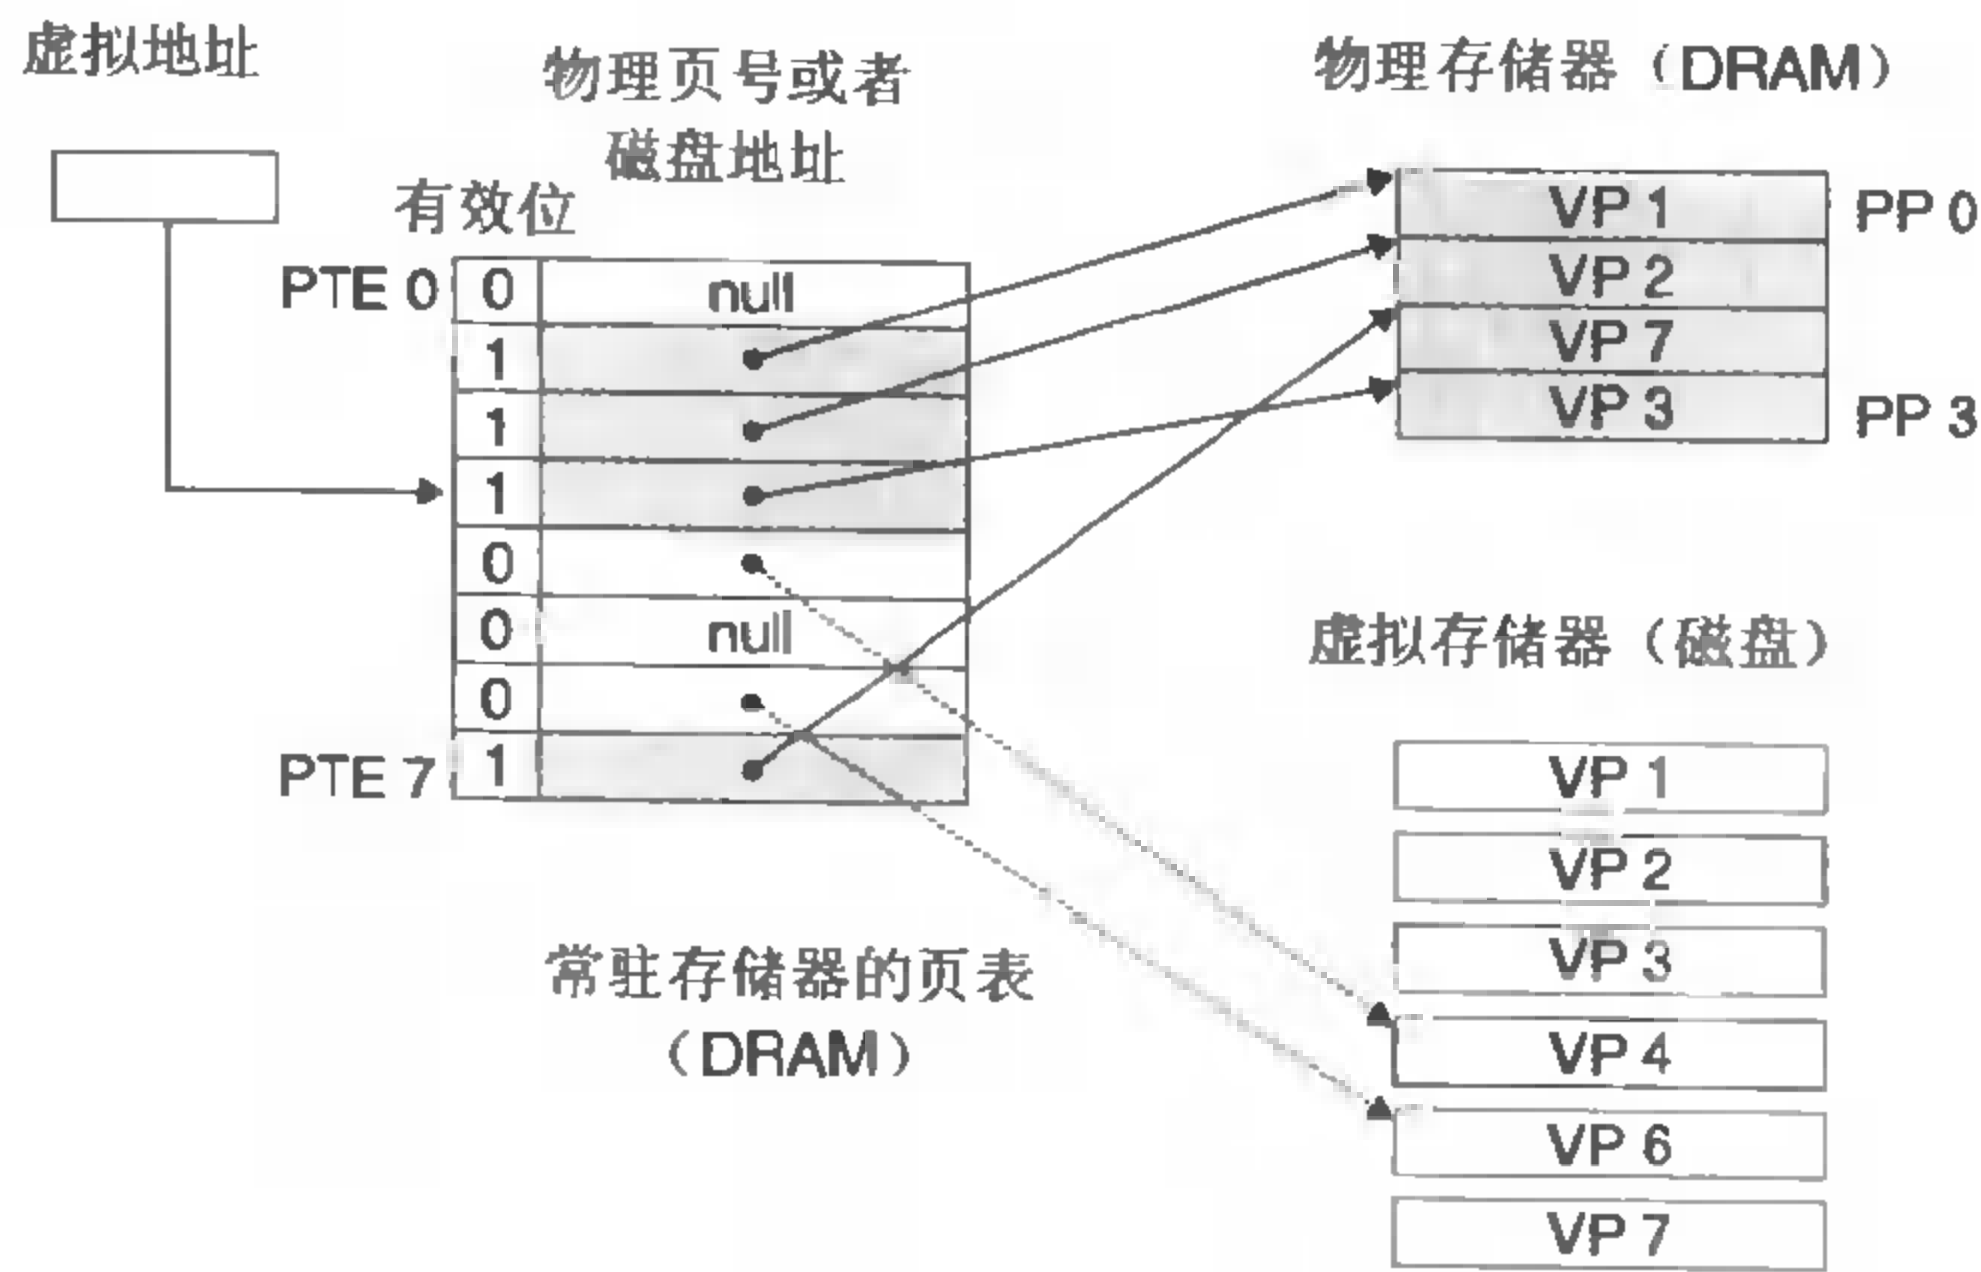 虚拟地址
物理页号或者
磁盘地址
有效位
PTE 0
0
null
1
1
1
0
0
null
0
PTE 7
1
常驻存储器的页表
（DRAM）
物理存储器（DRAM）
VP 1
PP 0
VP 2
VP 7
VP 3
PP 3
虚拟存储器（磁盘）
VP 1
VP 2
VP 3
VP 4
VP 6
VP 7